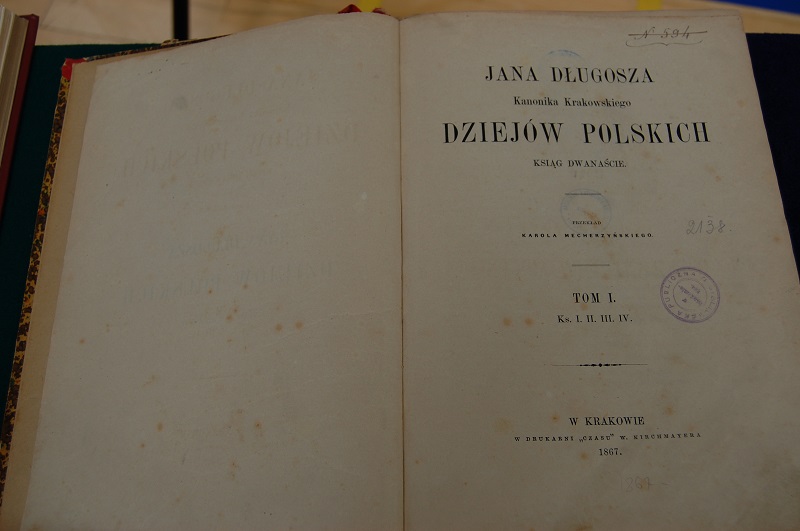 N 594
JANA DŁUGOSZA
Kanonika Krakowskiego
DZIEJÓW POLSKICH
KSIĄG DWANAŚCIE.
PRZEKŁAD
KAROLA MECHERZYŃSKIEGO.
2138.
TOM I.
Ks. I. II. III. IV.
PUBLICZNA
W KRAKOWIE
W DRUKARNI „CZASU" W. KIRCHMAYERA
1867.